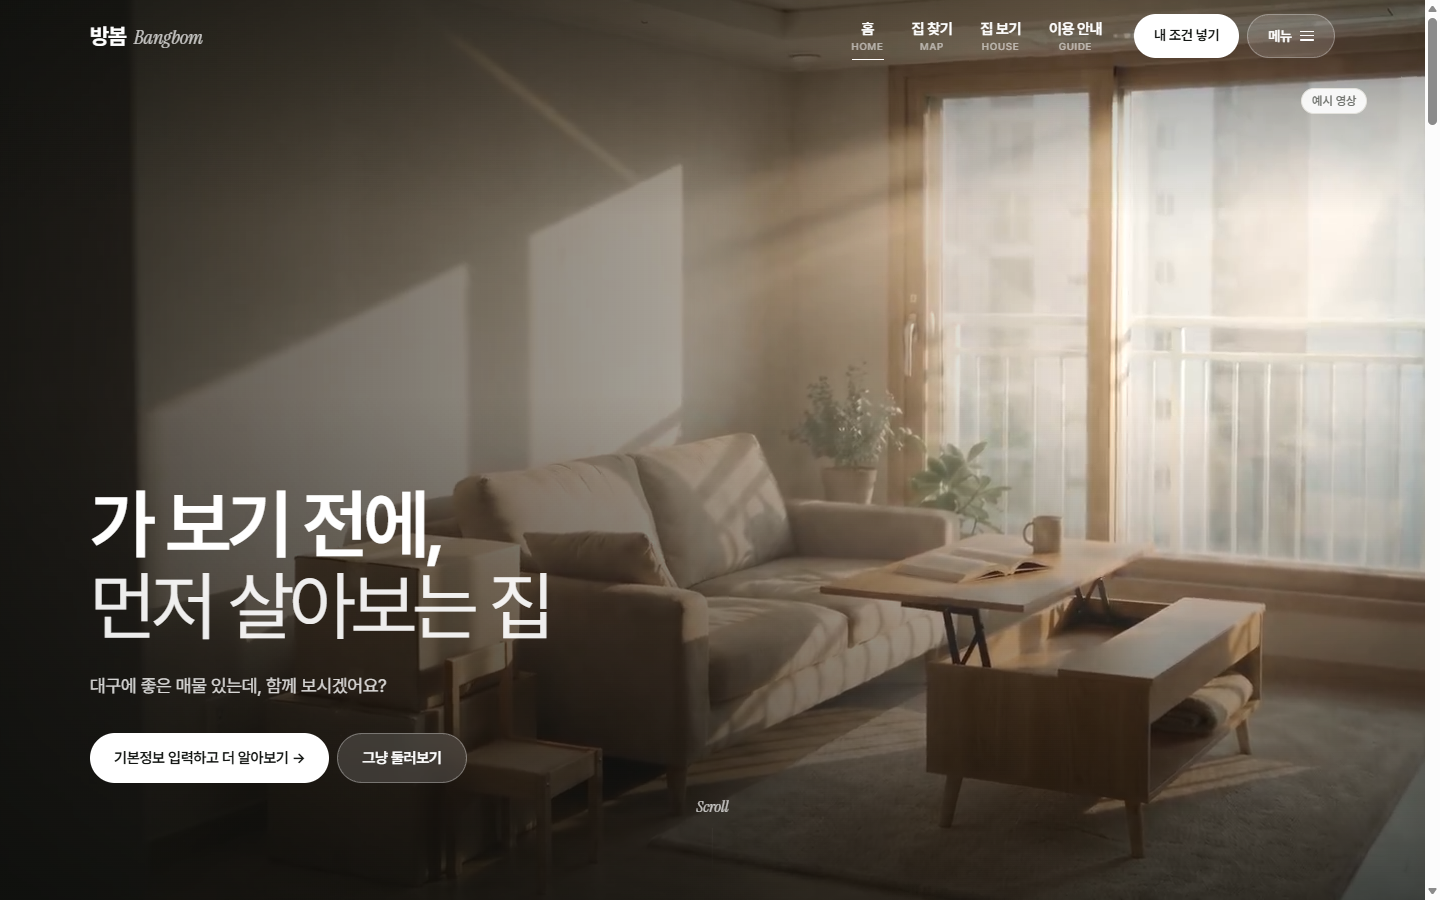 방봄 Bangbom
홈 집 찾기 집 보기 이용 안내 내 조건 넣기 메뉴
HOME MAP HOUSE GUIDE
예시 영상
가 보기 전에,
먼저 살아보는 집
대구에 좋은 매물 있는데, 함께 보시겠어요?
기본정보 입력하고 더 알아보기 → 그냥 둘러보기
Scroll